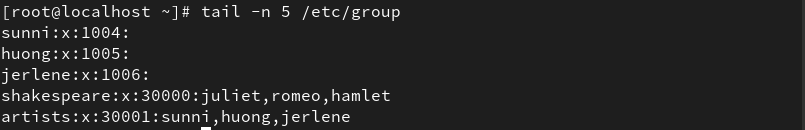 [root@localhost ~]# tail -n 5 /etc/group
sunni:x:1004:
huong:x:1005:
jerlene:x:1006:
shakespeare:x:30000:juliet,romeo,hamlet
artists:x:30001:sunni,huong,jerlene